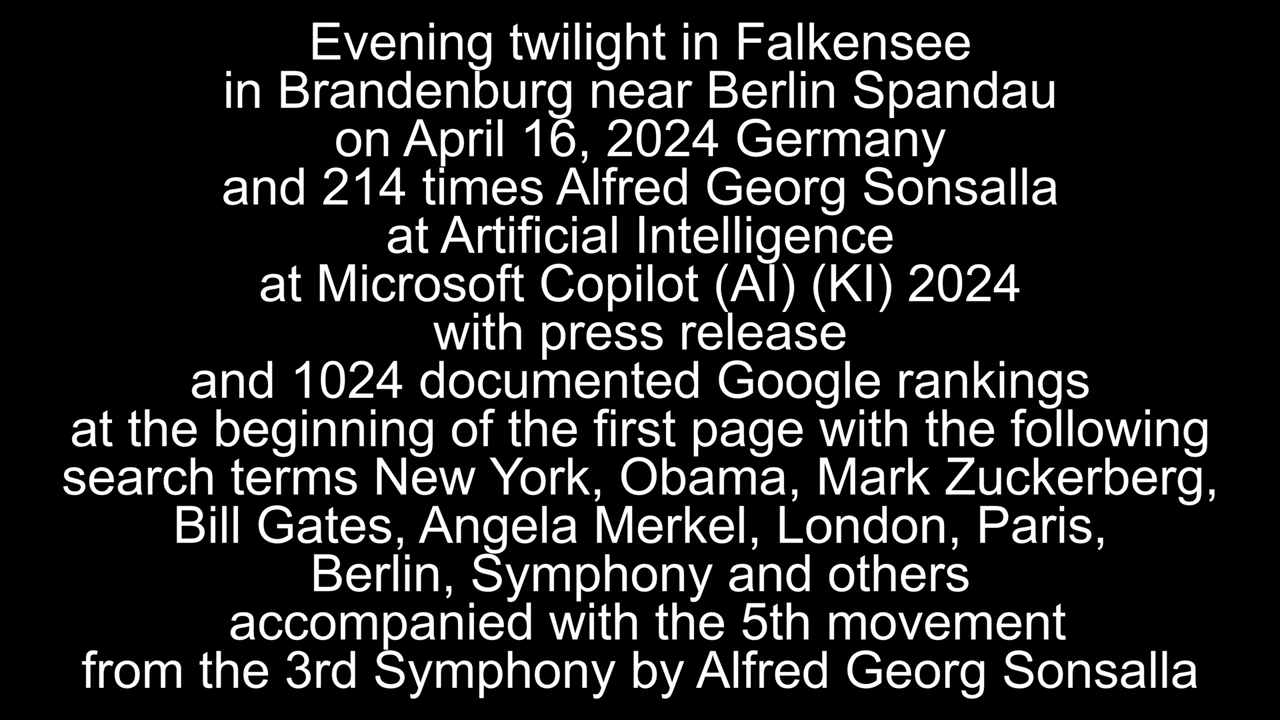 Evening twilight in Falkensee
in Brandenburg near Berlin Spandau
on April 16, 2024 Germany
and 214 times Alfred Georg Sonsalla
at Artificial Intelligence
at Microsoft Copilot (AI) (KI) 2024
with press release
and 1024 documented Google rankings
at the beginning of the first page with the following
search terms New York, Obama, Mark Zuckerberg,
Bill Gates, Angela Merkel, London, Paris,
Berlin, Symphony and others
accompanied with the 5th movement
from the 3rd Symphony by Alfred Georg Sonsalla